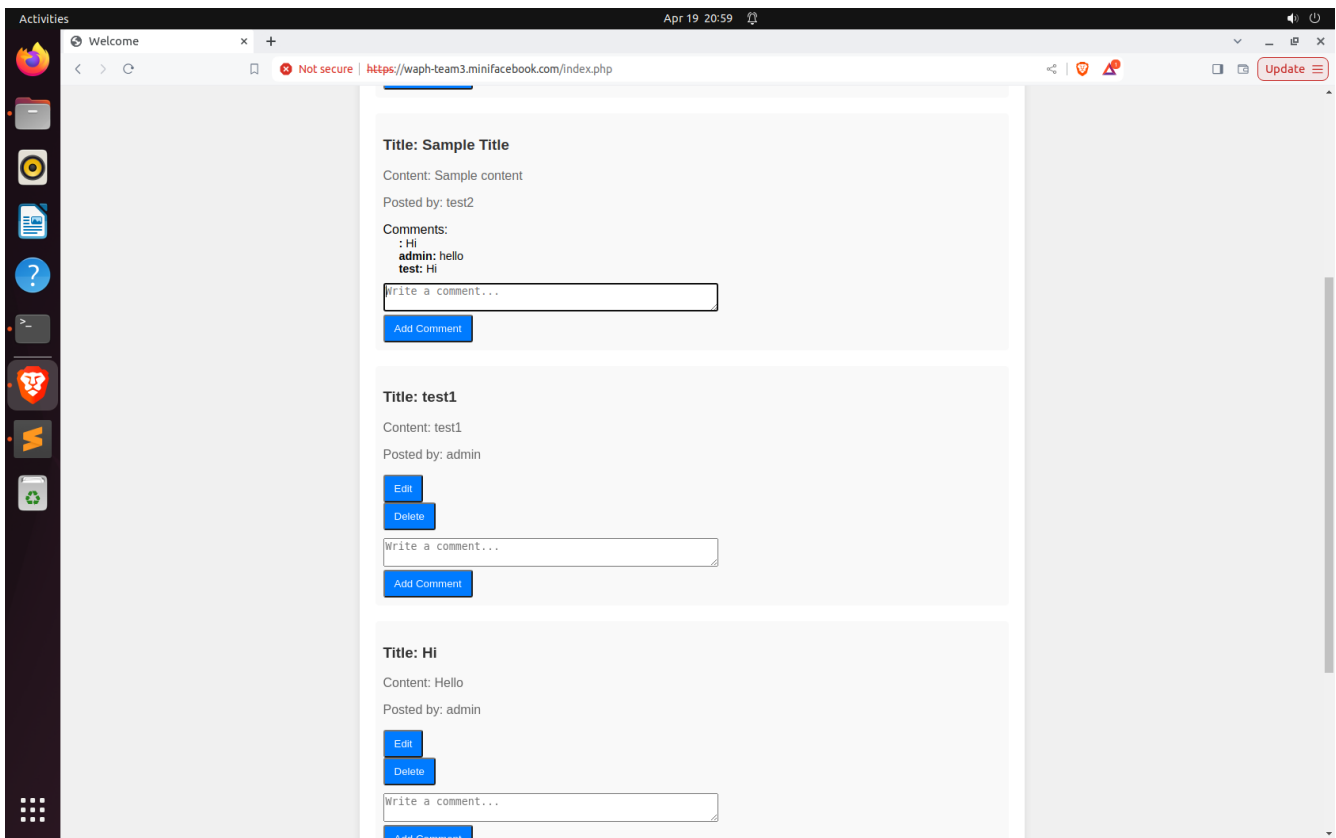 Activities
Apr 19 20:59
Welcome
Not secure https://waph-team3.minifacebook.com/index.php
Update
Title: Sample Title
Content: Sample content
Posted by: test2
Comments:
: Hi
admin: hello
test: Hi
Write a comment...
Add Comment
Title: test1
Content: test1
Posted by: admin
Edit
Delete
Write a comment...
Add Comment
Title: Hi
Content: Hello
Posted by: admin
Edit
Delete
Write a comment...
Add Comment